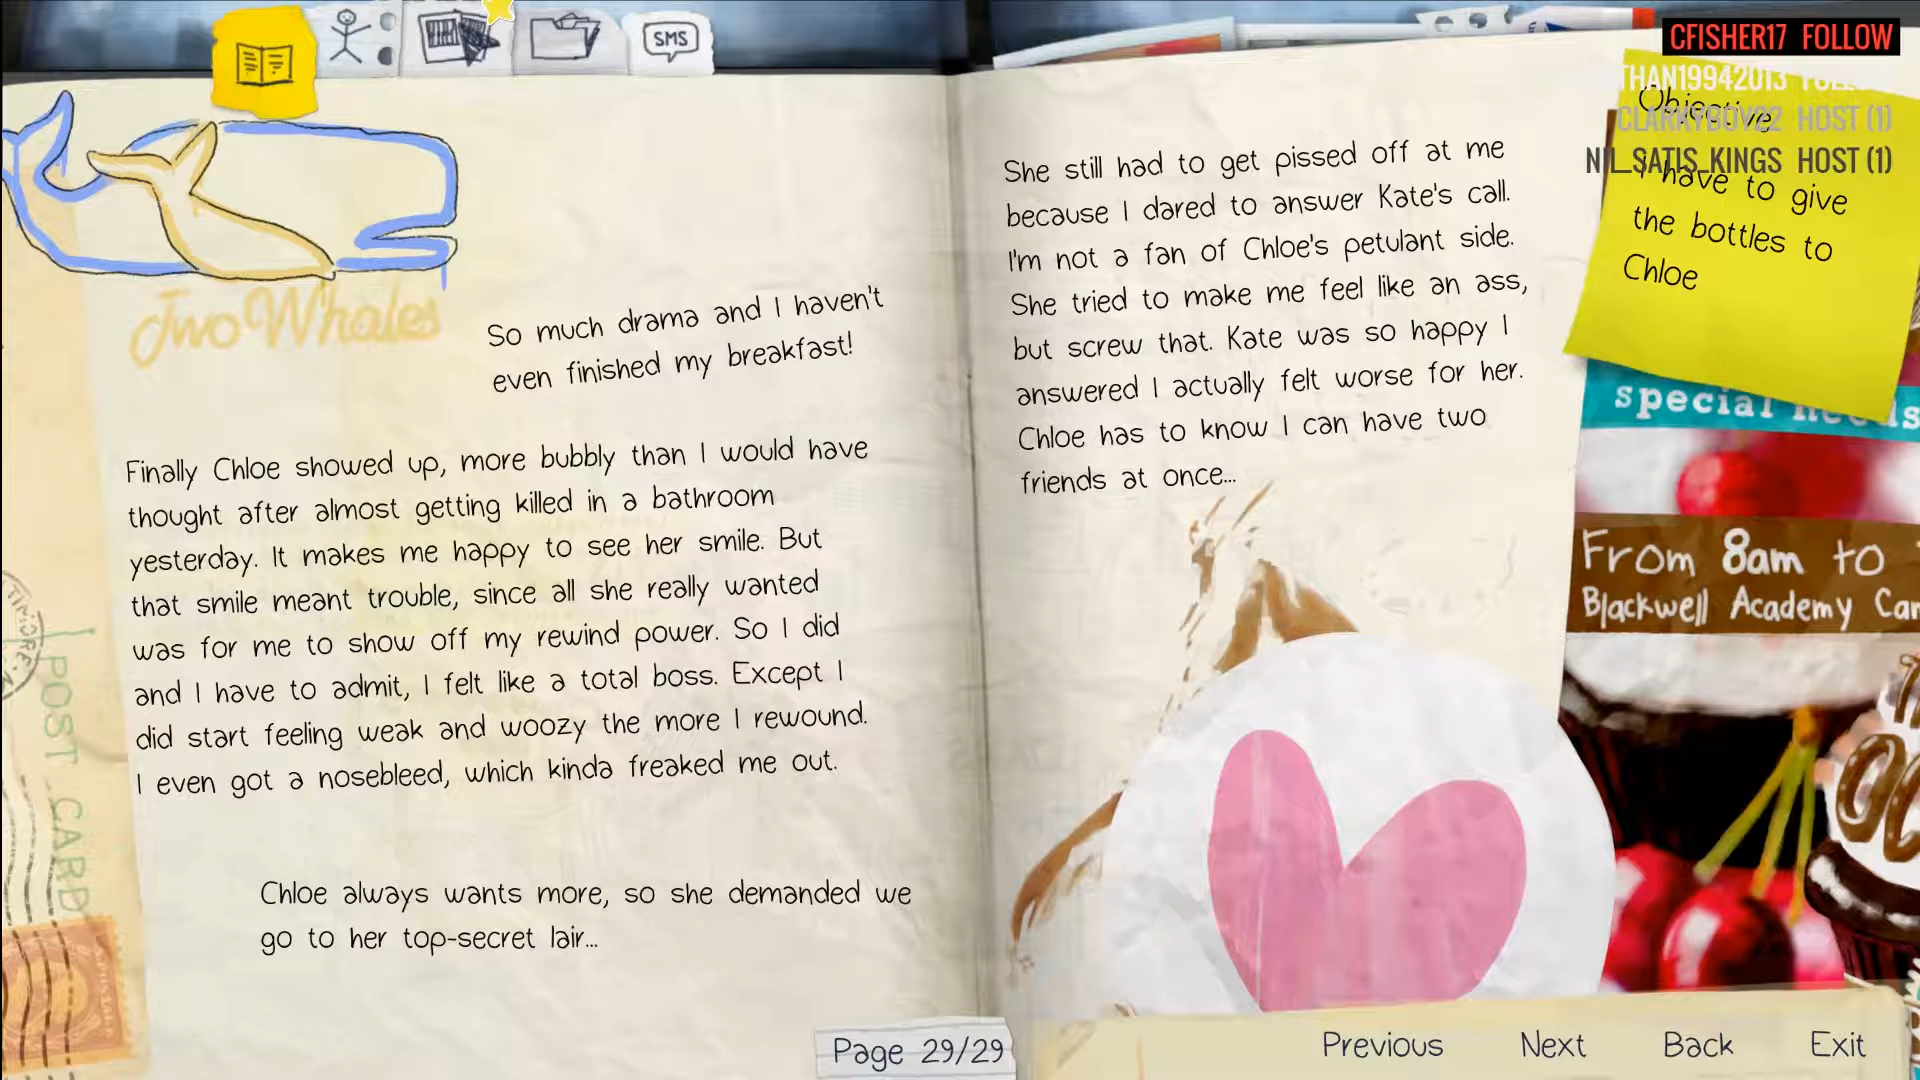 SMS
CFISHER17 FOLLOW
THAN19942013 FOLLOW
CLARKYBOY22 HOST (1)
NIL_SATIS_KINGS HOST (1)
Objective
I have to give
the bottles to
Chloe
Two Whales
So much drama and I haven't
even finished my breakfast!
Finally Chloe showed up, more bubbly than I would have
thought after almost getting killed in a bathroom
yesterday. It makes me happy to see her smile. But
that smile meant trouble, since all she really wanted
was for me to show off my rewind power. So I did
and I have to admit, I felt like a total boss. Except I
did start feeling weak and woozy the more I rewound.
I even got a nosebleed, which kinda freaked me out.
Chloe always wants more, so she demanded we
go to her top-secret lair...
She still had to get pissed off at me
because I dared to answer Kate's call.
I'm not a fan of Chloe's petulant side.
She tried to make me feel like an ass,
but screw that. Kate was so happy I
answered I actually felt worse for her.
Chloe has to know I can have two
friends at once...
special needs
From 8am to
Blackwell Academy Cam
POST CARD
Page 29/29
Previous
Next
Back
Exit